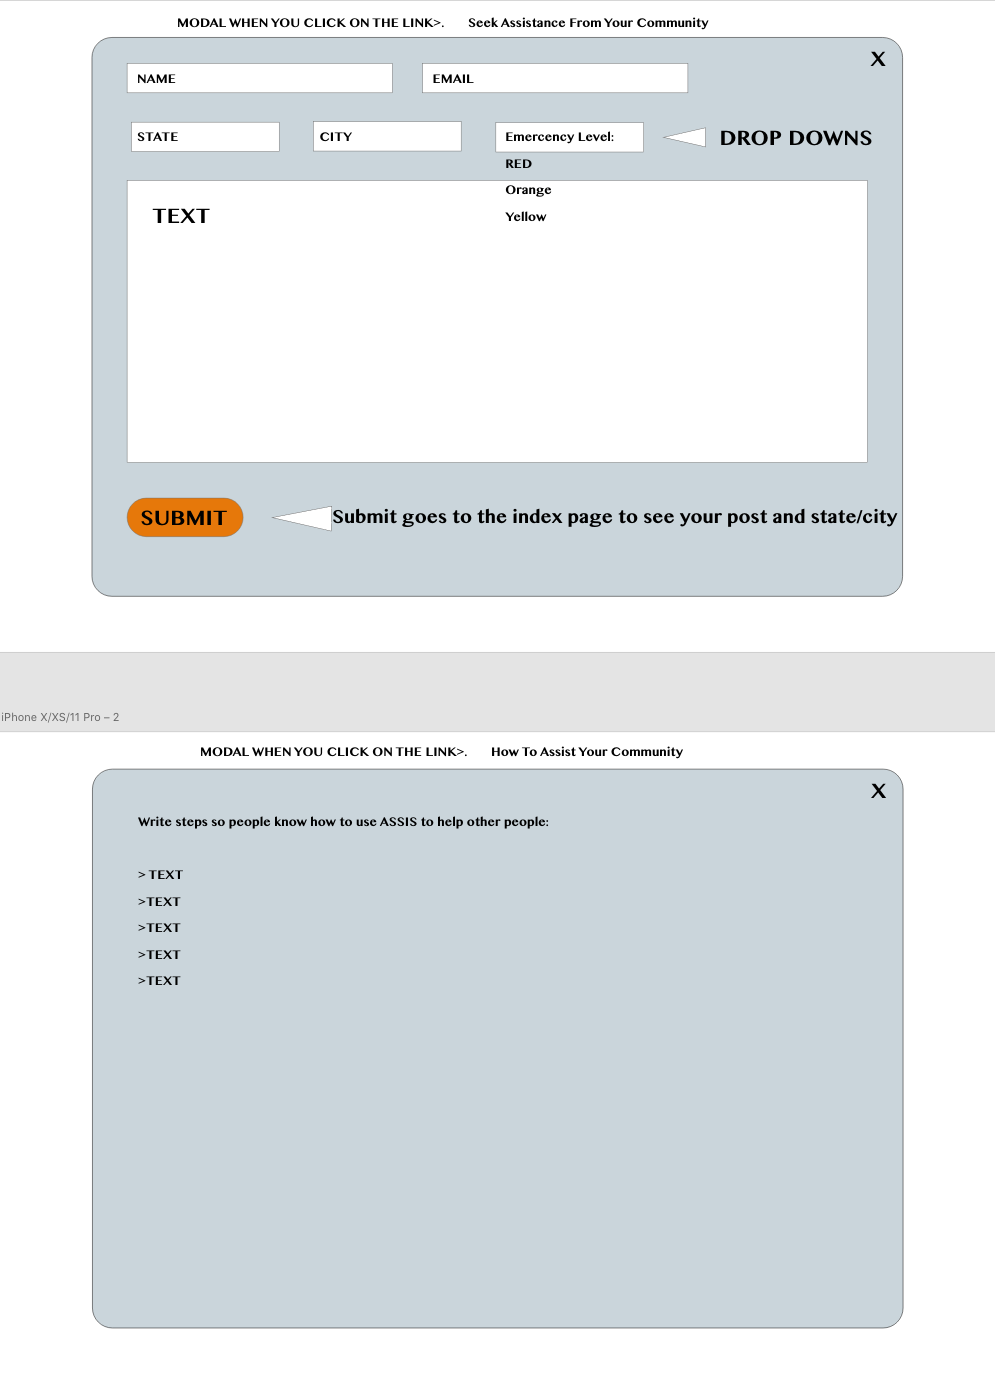 MODAL WHEN YOU CLICK ON THE LINK>. Seek Assistance From Your Community
X
NAME EMAIL
STATE CITY Emercency Level: DROP DOWNS
RED
Orange
TEXT Yellow
SUBMIT Submit goes to the index page to see your post and state/city
iPhone X/XS/11 Pro – 2
MODAL WHEN YOU CLICK ON THE LINK>. How To Assist Your Community
X
Write steps so people know how to use ASSIS to help other people:
> TEXT
>TEXT
>TEXT
>TEXT
>TEXT